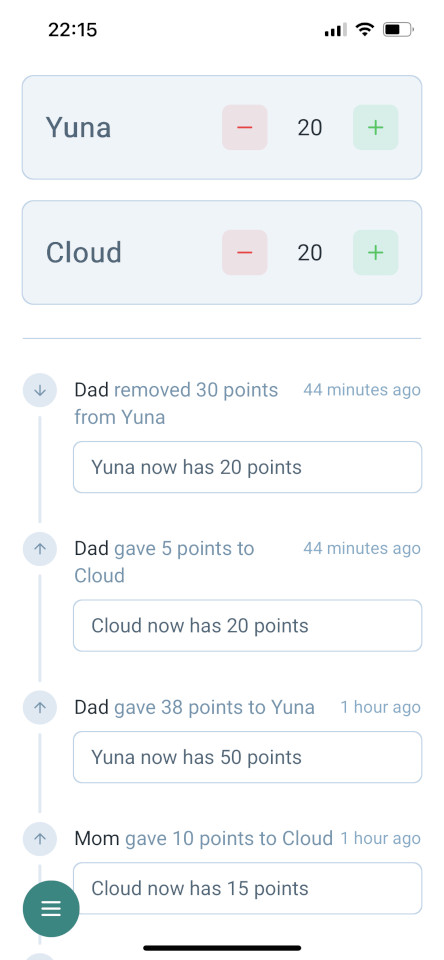 22:15
Yuna − 20 +
Cloud − 20 +
Dad removed 30 points 44 minutes ago
from Yuna
Yuna now has 20 points
Dad gave 5 points to 44 minutes ago
Cloud
Cloud now has 20 points
Dad gave 38 points to Yuna 1 hour ago
Yuna now has 50 points
Mom gave 10 points to Cloud 1 hour ago
Cloud now has 15 points